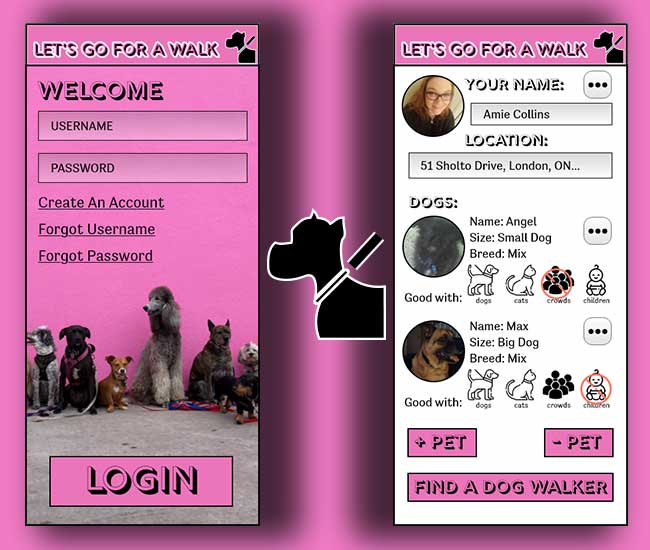 LET'S GO FOR A WALK
WELCOME
USERNAME
PASSWORD
Create An Account
Forgot Username
Forgot Password
LOGIN
LET'S GO FOR A WALK
YOUR NAME:
Amie Collins
LOCATION:
51 Sholto Drive, London, ON...
DOGS:
Name: Angel
Size: Small Dog
Breed: Mix
Good with: dogs cats crowds children
Name: Max
Size: Big Dog
Breed: Mix
Good with: dogs cats crowds children
+ PET - PET
FIND A DOG WALKER